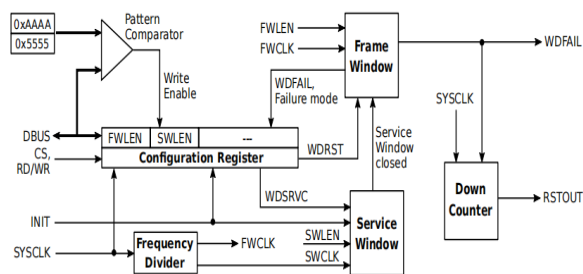 0xAAAA
0x5555
Pattern
Comparator
FWLEN
FWCLK
Frame
Window
WDFAIL
Write
Enable
WDFAIL,
Failure mode
SYSCLK
DBUS
FWLEN SWLEN ---
Configuration Register
CS,
RD/WR
WDRST
Service
Window
closed
WDSRVC
Down
Counter
RSTOUT
INIT
SYSCLK
Frequency
Divider
FWCLK
SWLEN
SWCLK
Service
Window